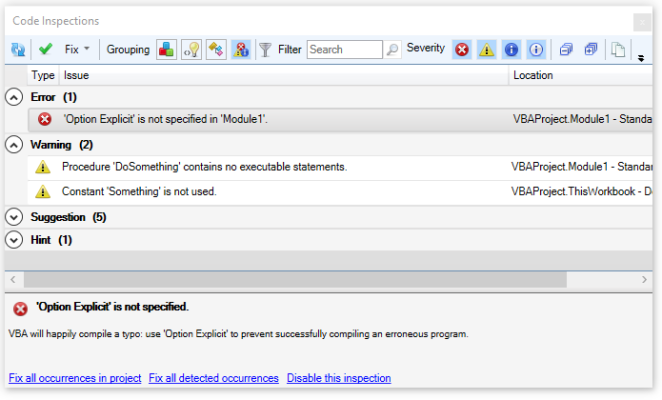 Code Inspections
Fix Grouping Filter Search Severity
Type Issue Location
Error (1)
'Option Explicit' is not specified in 'Module1'. VBAProject.Module1 - Standa
Warning (2)
Procedure 'DoSomething' contains no executable statements. VBAProject.Module1 - Standar
Constant 'Something' is not used. VBAProject.ThisWorkbook - D
Suggestion (5)
Hint (1)
'Option Explicit' is not specified.
VBA will happily compile a typo: use 'Option Explicit' to prevent successfully compiling an erroneous program.
Fix all occurrences in project Fix all detected occurrences Disable this inspection